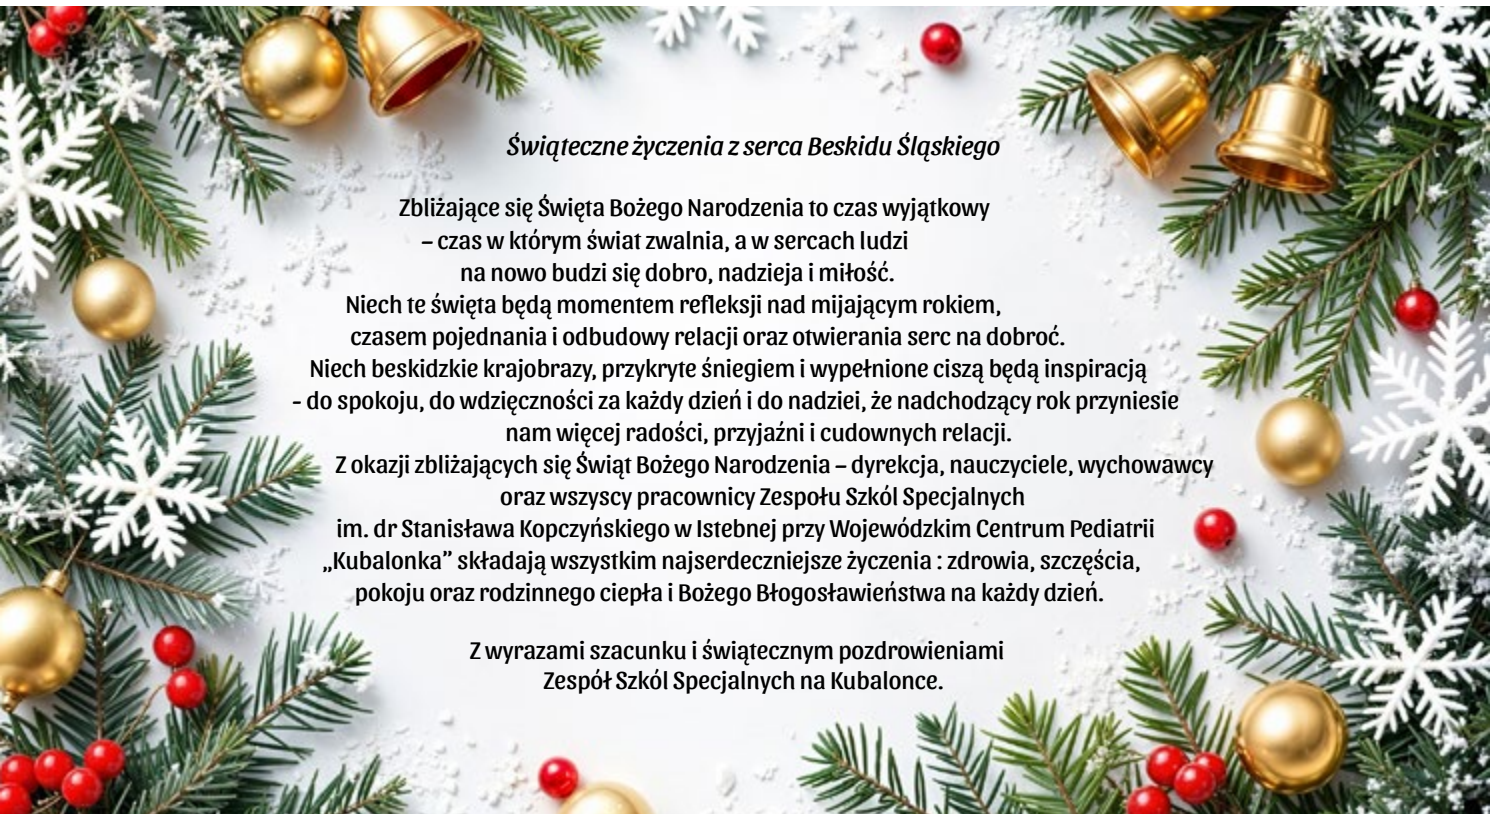 Świąteczne życzenia z serca Beskidu Śląskiego
Zbliżające się Święta Bożego Narodzenia to czas wyjątkowy
– czas w którym świat zwalnia, a w sercach ludzi
na nowo budzi się dobro, nadzieja i miłość.
Niech te święta będą momentem refleksji nad mijającym rokiem,
czasem pojednania i odbudowy relacji oraz otwierania serc na dobroć.
Niech beskidzkie krajobrazy, przykryte śniegiem i wypełnione ciszą będą inspiracją
- do spokoju, do wdzięczności za każdy dzień i do nadziei, że nadchodzący rok przyniesie
nam więcej radości, przyjaźni i cudownych relacji.
Z okazji zbliżających się Świąt Bożego Narodzenia – dyrekcja, nauczyciele, wychowawcy
oraz wszyscy pracownicy Zespołu Szkól Specjalnych
im. dr Stanisława Kopczyńskiego w Istebnej przy Wojewódzkim Centrum Pediatrii
„Kubalonka” składają wszystkim najserdeczniejsze życzenia : zdrowia, szczęścia,
pokoju oraz rodzinnego ciepła i Bożego Błogosławieństwa na każdy dzień.
Z wyrazami szacunku i świątecznym pozdrowieniami
Zespół Szkól Specjalnych na Kubalonce.